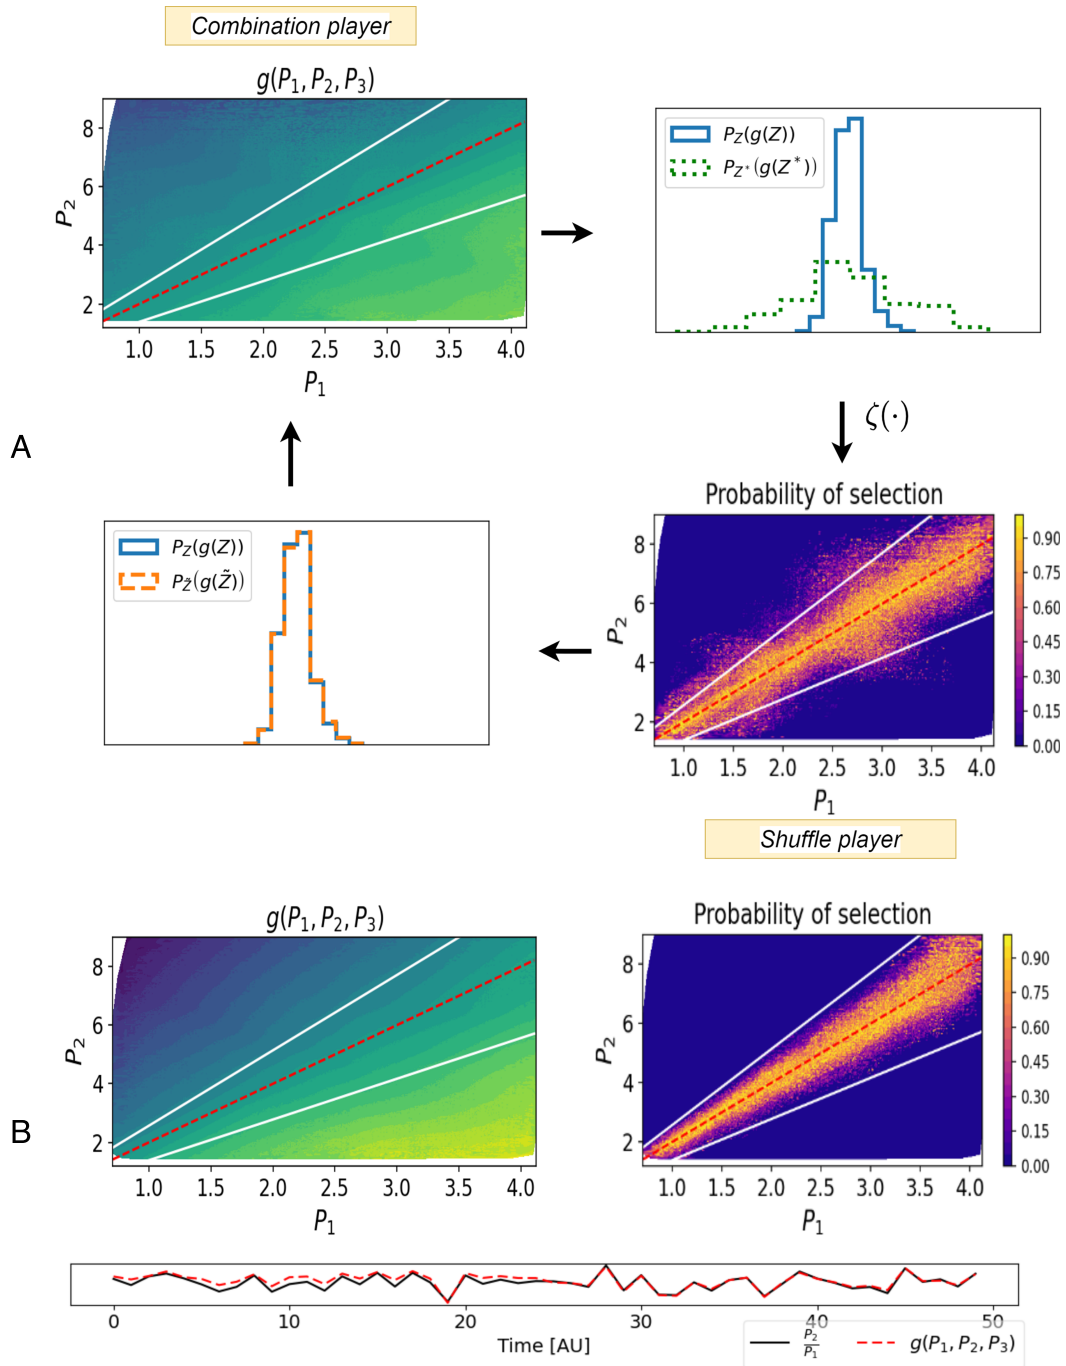 Combination player
g(P₁, P₂, P₃)
8
6
4
2
P₂
1.0 1.5 2.0 2.5 3.0 3.5 4.0
P₁
P_Z(g(Z))
P_Z*(g(Z*))
A
ζ(·)
P_Z(g(Z))
P_Z̃(g(Z̃))
Probability of selection
8
6
4
2
P₂
1.0 1.5 2.0 2.5 3.0 3.5 4.0
P₁
0.90
0.75
0.60
0.45
0.30
0.15
0.00
Shuffle player
B
g(P₁, P₂, P₃)
8
6
4
2
P₂
1.0 1.5 2.0 2.5 3.0 3.5 4.0
P₁
Probability of selection
8
6
4
2
P₂
1.0 1.5 2.0 2.5 3.0 3.5 4.0
P₁
0.90
0.75
0.60
0.45
0.30
0.15
0.00
0 10 20 30 40 50
Time [AU]
P₂/P₁ g(P₁, P₂, P₃)